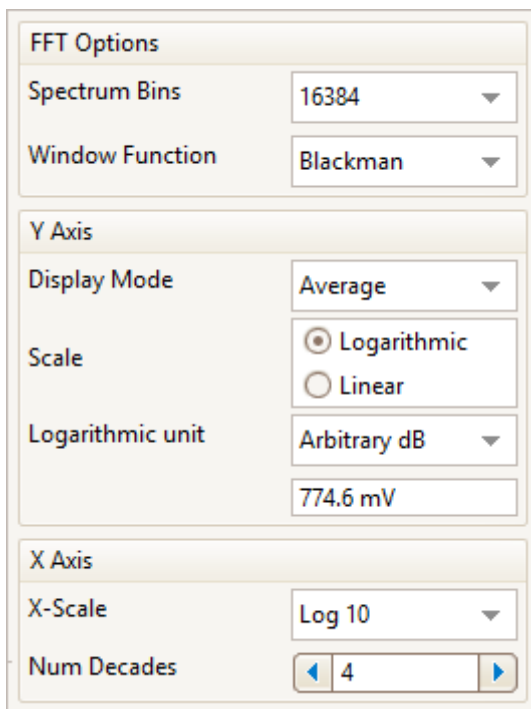 FFT Options
Spectrum Bins 16384
Window Function Blackman
Y Axis
Display Mode Average
Scale Logarithmic
Linear
Logarithmic unit Arbitrary dB
774.6 mV
X Axis
X-Scale Log 10
Num Decades 4